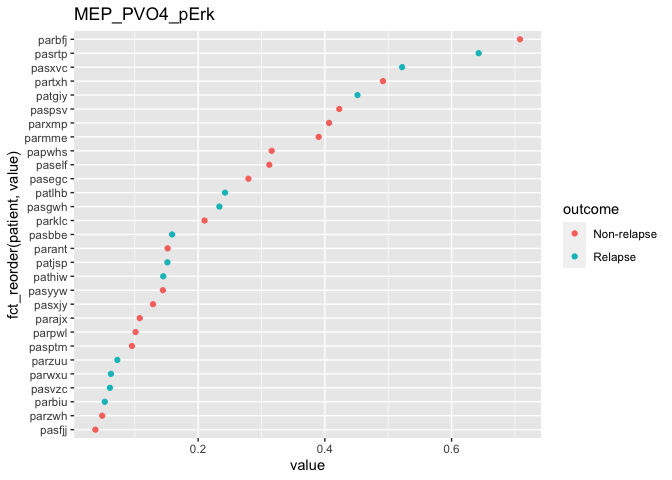 MEP_PVO4_pErk
fct_reorder(patient, value)
parbfj
pasrtp
pasxvc
partxh
patgiy
paspsv
parxmp
parmme
papwhs
paself
pasegc
patlhb
pasgwh
parklc
pasbbe
parant
patjsp
pathiw
pasyyw
pasxjy
parajx
parpwl
pasptm
parzuu
parwxu
pasvzc
parbiu
parzwh
pasfjj
0.2 0.4 0.6
value
outcome
Non-relapse
Relapse